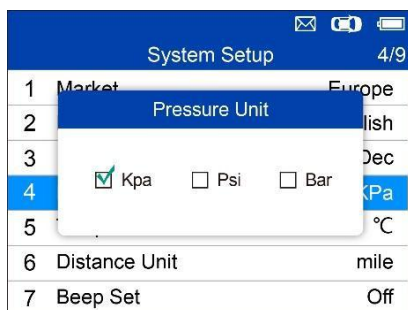 System Setup 4/9
1 Market Europe
Pressure Unit
2 lish
3 Dec
Kpa Psi Bar
4 KPa
5 ℃
6 Distance Unit mile
7 Beep Set Off